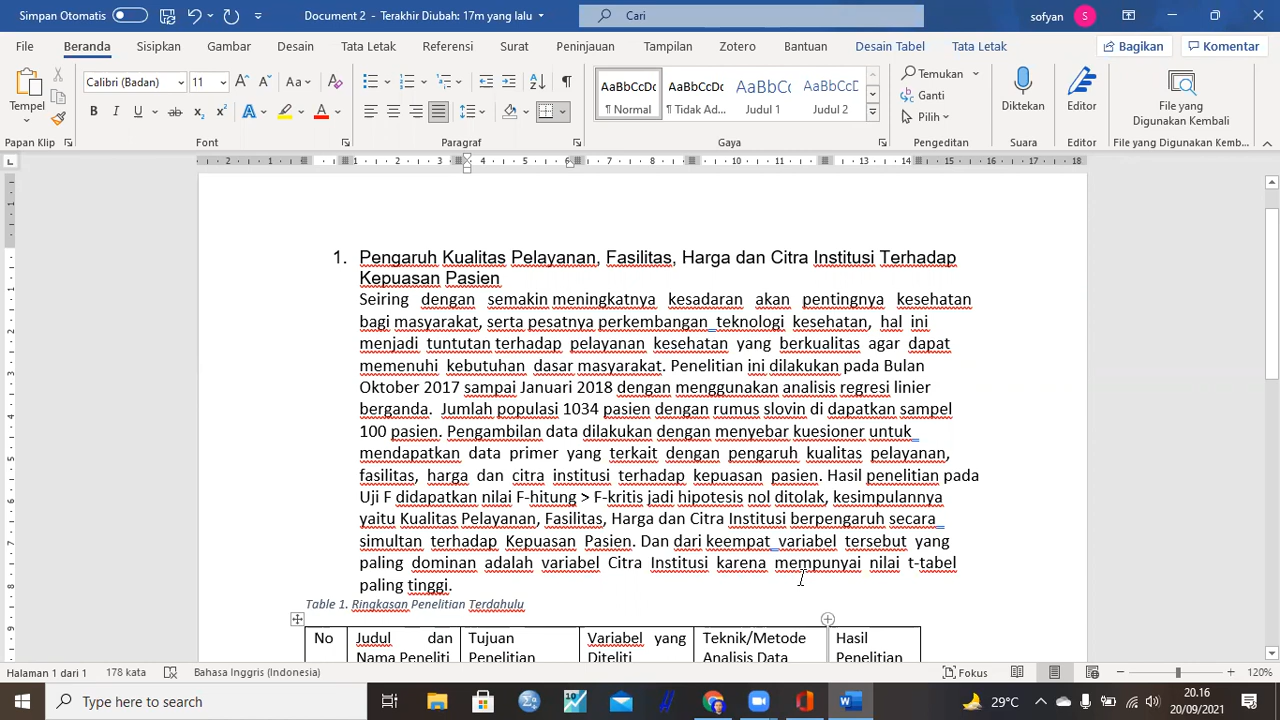 Simpan Otomatis
Document 2 - Terakhir Diubah: 17m yang lalu
Cari
sofyan
S
File Beranda Sisipkan Gambar Desain Tata Letak Referensi Surat Peninjauan Tampilan Zotero Bantuan Desain Tabel Tata Letak
Bagikan
Komentar
Tempel
Calibri (Badan) 11
AaBbCcDc AaBbCcDc AaBbCc AaBbCcD
Normal Tidak Ad... Judul 1 Judul 2
Temukan
Ganti
Pilih
Diktekan
Editor
File yang
Digunakan Kembali
Papan Klip Font Paragraf Gaya Pengeditan Suara Editor File yang Digunakan Kemb...
1. Pengaruh Kualitas Pelayanan, Fasilitas, Harga dan Citra Institusi Terhadap
Kepuasan Pasien
Seiring dengan semakin meningkatnya kesadaran akan pentingnya kesehatan
bagi masyarakat, serta pesatnya perkembangan teknologi kesehatan, hal ini
menjadi tuntutan terhadap pelayanan kesehatan yang berkualitas agar dapat
memenuhi kebutuhan dasar masyarakat. Penelitian ini dilakukan pada Bulan
Oktober 2017 sampai Januari 2018 dengan menggunakan analisis regresi linier
berganda. Jumlah populasi 1034 pasien dengan rumus slovin di dapatkan sampel
100 pasien. Pengambilan data dilakukan dengan menyebar kuesioner untuk
mendapatkan data primer yang terkait dengan pengaruh kualitas pelayanan,
fasilitas, harga dan citra institusi terhadap kepuasan pasien. Hasil penelitian pada
Uji F didapatkan nilai F-hitung > F-kritis jadi hipotesis nol ditolak, kesimpulannya
yaitu Kualitas Pelayanan, Fasilitas, Harga dan Citra Institusi berpengaruh secara
simultan terhadap Kepuasan Pasien. Dan dari keempat variabel tersebut yang
paling dominan adalah variabel Citra Institusi karena mempunyai nilai t-tabel
paling tinggi.
Table 1. Ringkasan Penelitian Terdahulu
No Judul dan Tujuan Variabel yang Teknik/Metode Hasil
Nama Peneliti Penelitian Diteliti Analisis Data Penelitian
Halaman 1 dari 1 178 kata Bahasa Inggris (Indonesia) Fokus 120%
Type here to search
29°C
20.16
20/09/2021